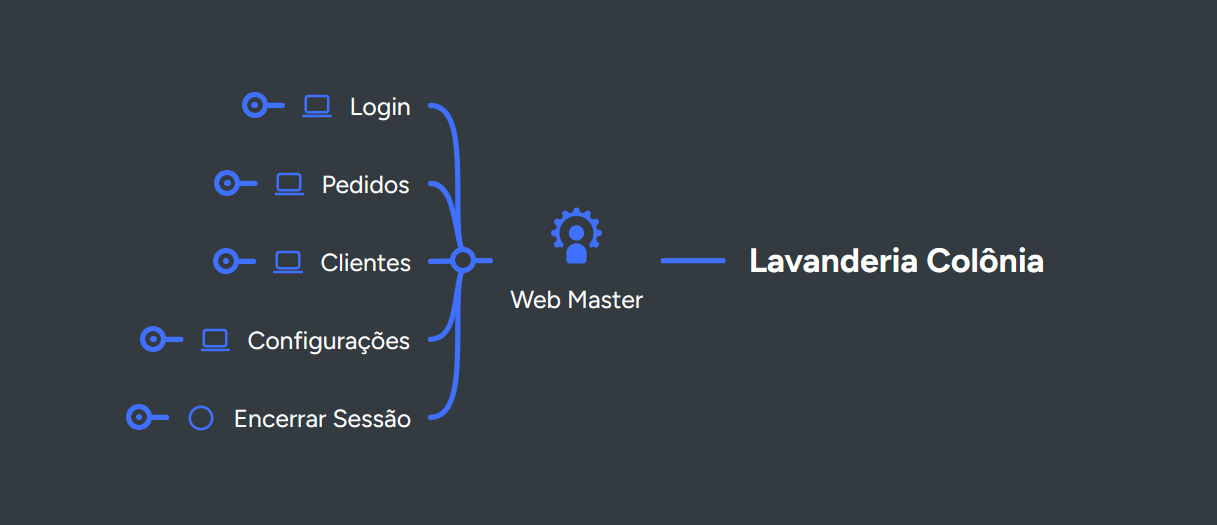 Login
Pedidos
Clientes
Configurações
Encerrar Sessão
Web Master
Lavanderia Colônia